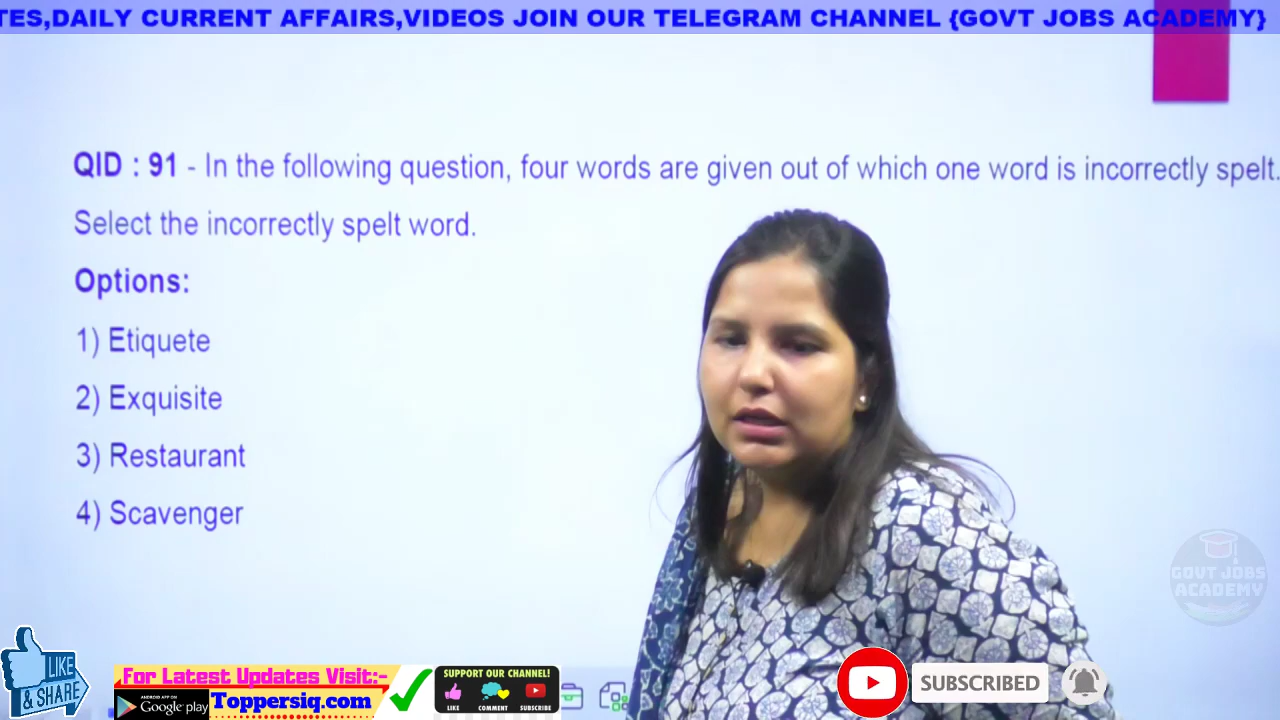 TES,DAILY CURRENT AFFAIRS,VIDEOS JOIN OUR TELEGRAM CHANNEL {GOVT JOBS ACADEMY}
QID : 91 - In the following question, four words are given out of which one word is incorrectly spelt.
Select the incorrectly spelt word.
Options:
1) Etiquete
2) Exquisite
3) Restaurant
4) Scavenger
GOVT JOBS
ACADEMY
LIKE
& SHARE
For Latest Updates Visit:-
ANDROID APP ON
Google play
Toppersiq.com
SUPPORT OUR CHANNEL!
LIKE COMMENT SUBSCRIBE
SUBSCRIBED